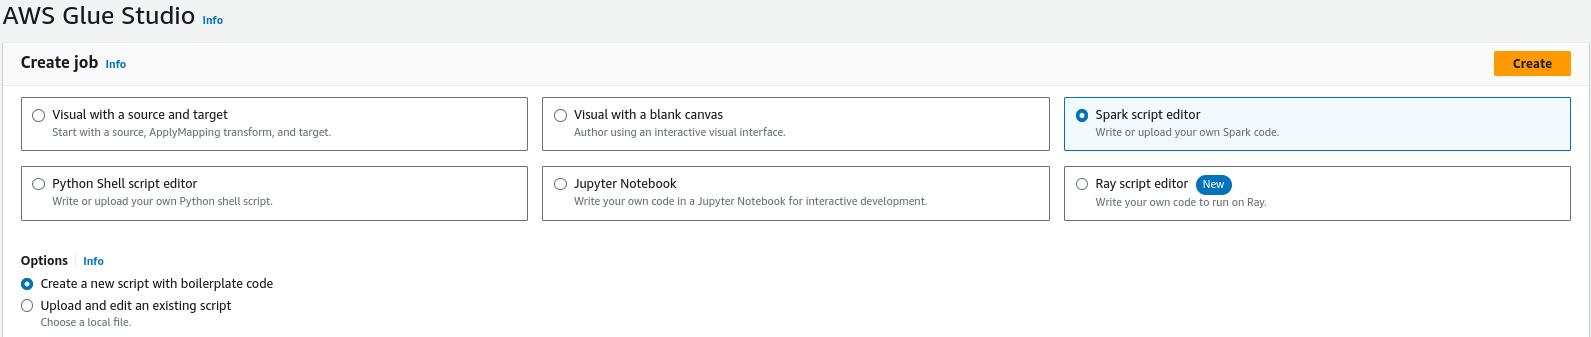 AWS Glue Studio Info
Create job Info
Create
Visual with a source and target
Start with a source, ApplyMapping transform, and target.
Visual with a blank canvas
Author using an interactive visual interface.
Spark script editor
Write or upload your own Spark code.
Python Shell script editor
Write or upload your own Python shell script.
Jupyter Notebook
Write your own code in a Jupyter Notebook for interactive development.
Ray script editor New
Write your own code to run on Ray.
Options Info
Create a new script with boilerplate code
Upload and edit an existing script
Choose a local file.